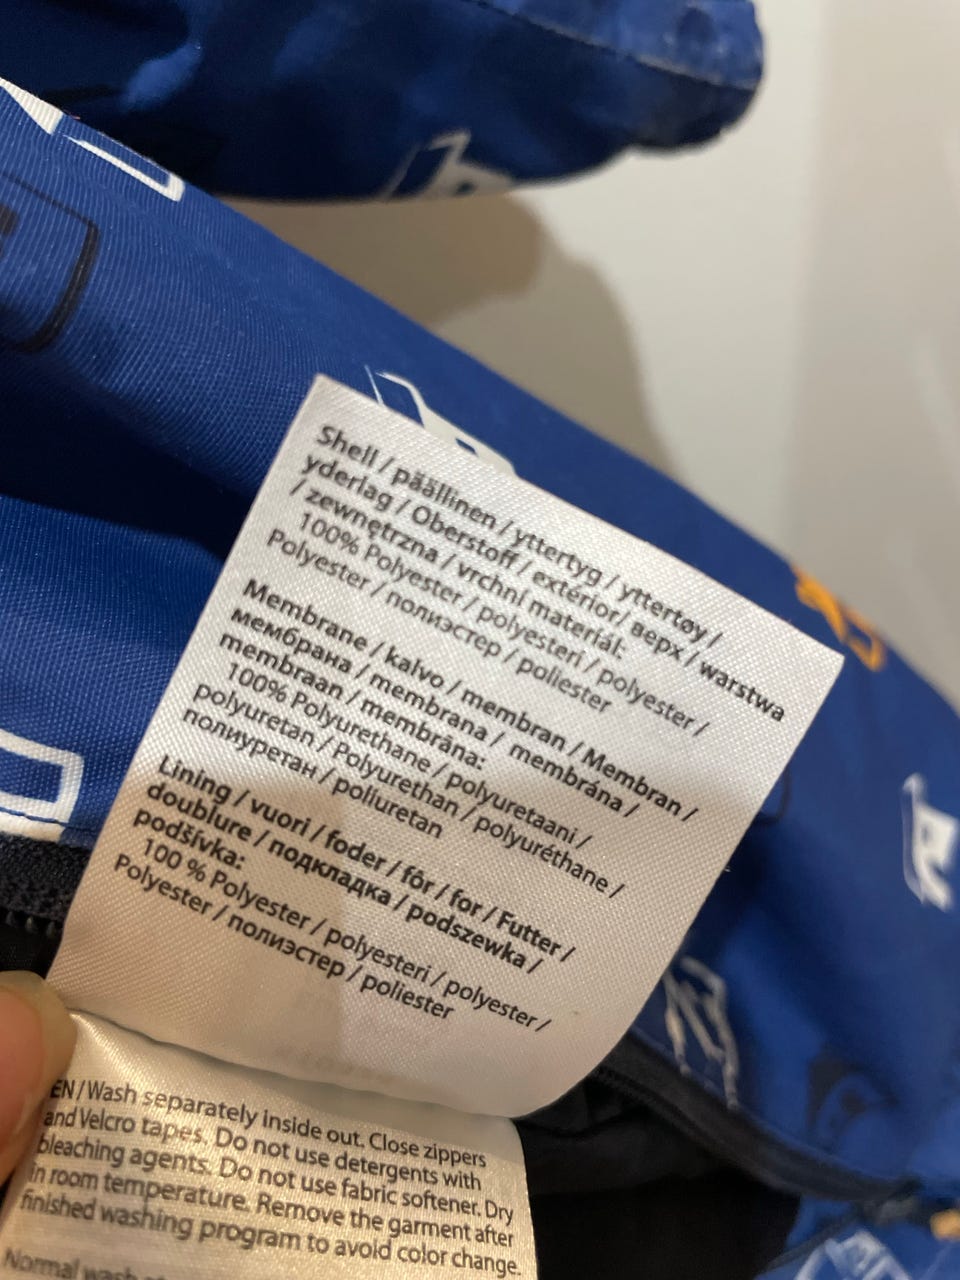 Shell / päällinen / yttertyg / yttertøy /
yderlag / Oberstoff / extérior/ верх / warstwa
/ zewnętrzna / vrchní materiál:
100% Polyester / polyesteri / polyester /
Polyester / полиэстер / poliester
Membrane / kalvo / membran / Membran /
мембрана / membrana / membrána /
membraan / membrāna:
100% Polyurethane / polyuretaani /
polyuretan / Polyurethan / polyuréthane /
полиуретан / poliuretan
Lining / vuori / foder / fôr / for / Futter /
doublure / подкладка / podszewka /
podšívka:
100 % Polyester / polyesteri / polyester /
Polyester / полиэстер / poliester
EN / Wash separately inside out. Close zippers
and Velcro tapes. Do not use detergents with
bleaching agents. Do not use fabric softener. Dry
in room temperature. Remove the garment after
finished washing program to avoid color change.
Normal wash